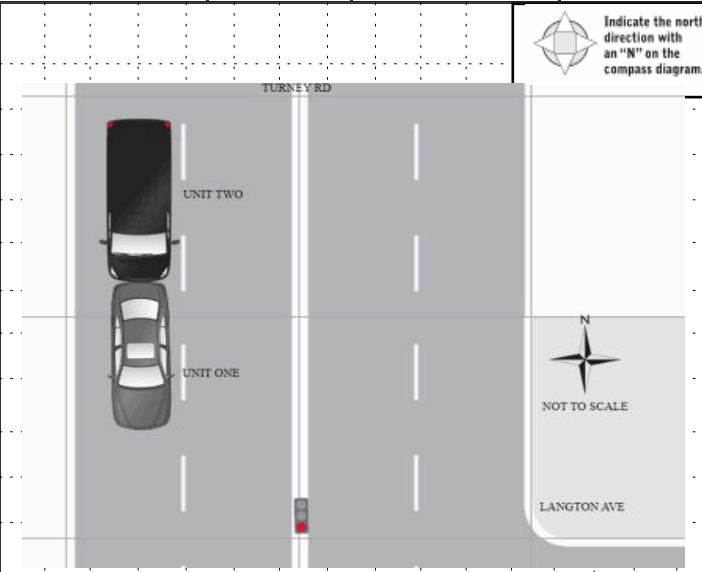 Indicate the north
direction with
an "N" on the
compass diagram.
TURNEY RD
UNIT TWO
N
UNIT ONE
NOT TO SCALE
LANGTON AVE